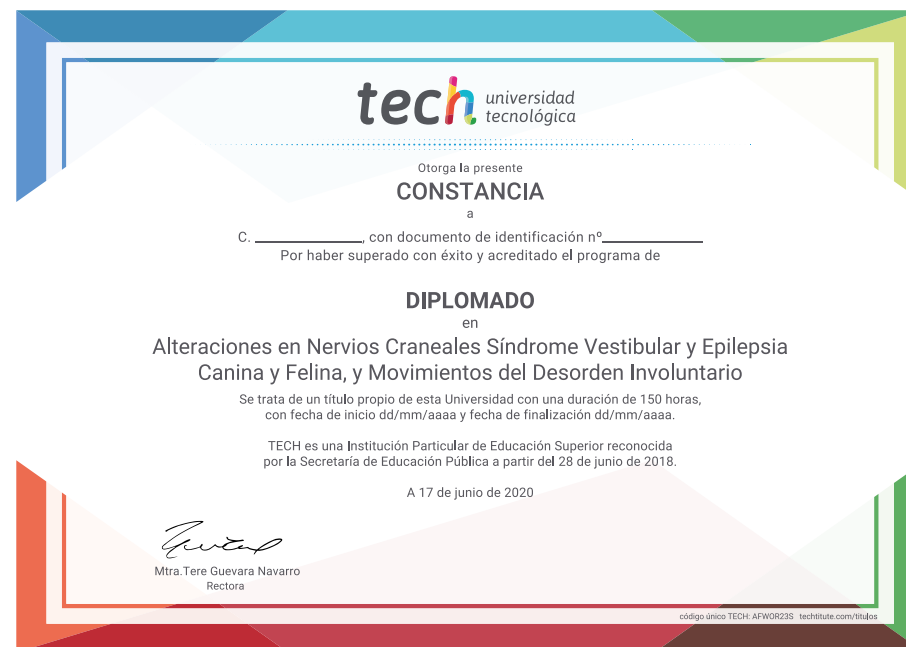 tech universidad
tecnológica
Otorga la presente
CONSTANCIA
a
C. ____________, con documento de identificación nº____________
Por haber superado con éxito y acreditado el programa de
DIPLOMADO
en
Alteraciones en Nervios Craneales Síndrome Vestibular y Epilepsia
Canina y Felina, y Movimientos del Desorden Involuntario
Se trata de un título propio de esta Universidad con una duración de 150 horas,
con fecha de inicio dd/mm/aaaa y fecha de finalización dd/mm/aaaa.
TECH es una Institución Particular de Educación Superior reconocida
por la Secretaría de Educación Pública a partir del 28 de junio de 2018.
A 17 de junio de 2020
Mtra.Tere Guevara Navarro
Rectora
código único TECH: AFWOR23S techtitute.com/titulos